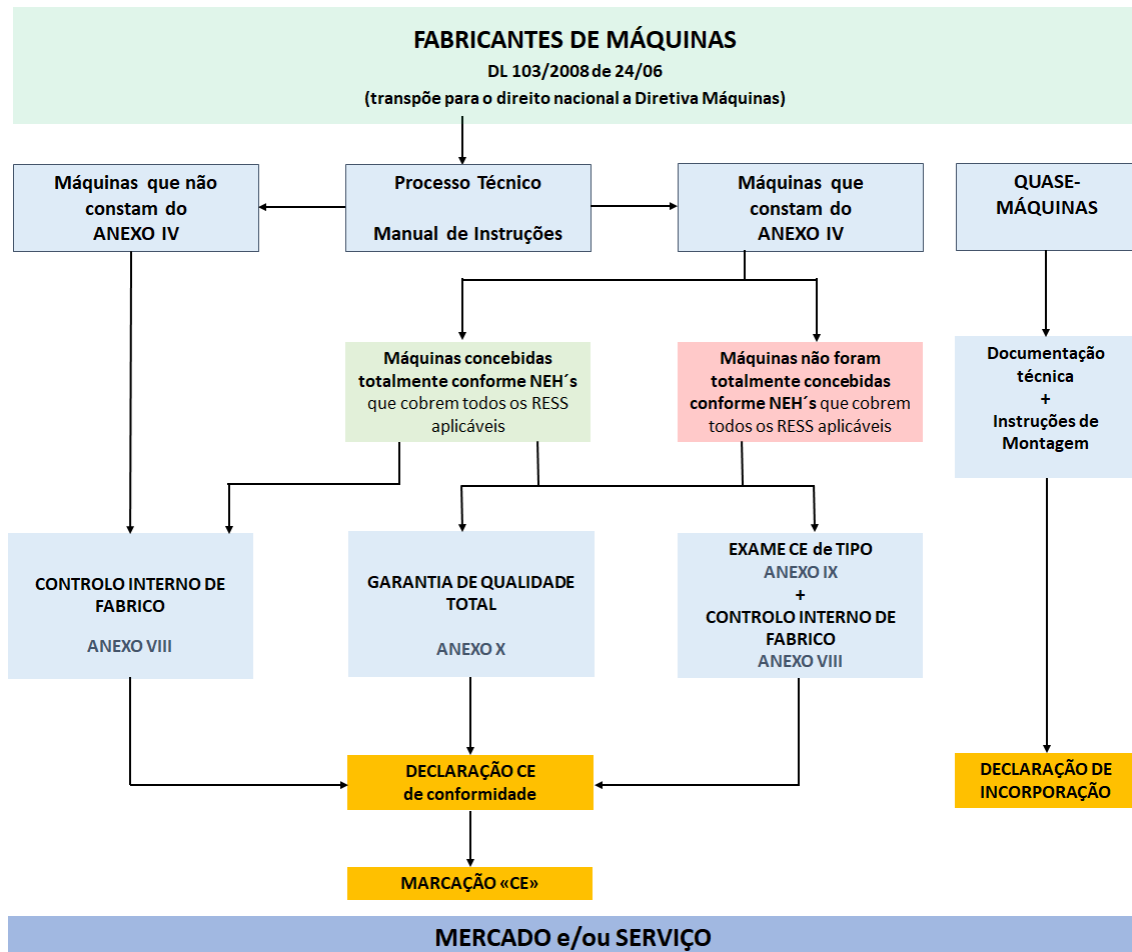 FABRICANTES DE MÁQUINAS
DL 103/2008 de 24/06
(transpõe para o direito nacional a Diretiva Máquinas)
Máquinas que não
constam do
ANEXO IV
Processo Técnico
Manual de Instruções
Máquinas que
constam do
ANEXO IV
QUASE-
MÁQUINAS
Máquinas concebidas
totalmente conforme NEH´s
que cobrem todos os RESS
aplicáveis
Máquinas não foram
totalmente concebidas
conforme NEH´s que cobrem
todos os RESS aplicáveis
Documentação
técnica
+
Instruções de
Montagem
CONTROLO INTERNO DE
FABRICO
ANEXO VIII
GARANTIA DE QUALIDADE
TOTAL
ANEXO X
EXAME CE de TIPO
ANEXO IX
+
CONTROLO INTERNO DE
FABRICO
ANEXO VIII
DECLARAÇÃO CE
de conformidade
DECLARAÇÃO DE
INCORPORAÇÃO
MARCAÇÃO «CE»
MERCADO e/ou SERVIÇO